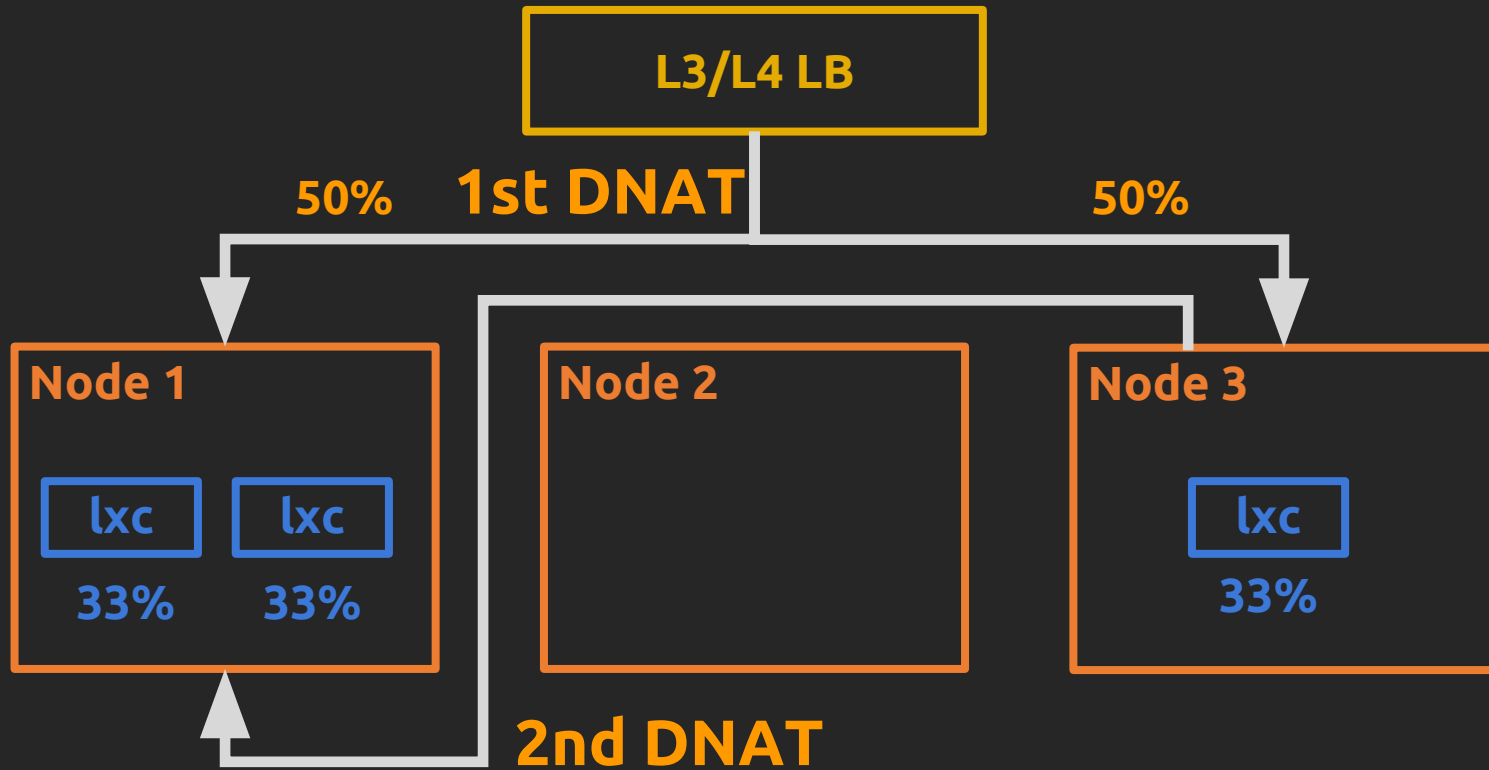 L3/L4 LB
50%
1st DNAT
50%
Node 1
Node 2
Node 3
lxc
lxc
lxc
33%
33%
33%
2nd DNAT